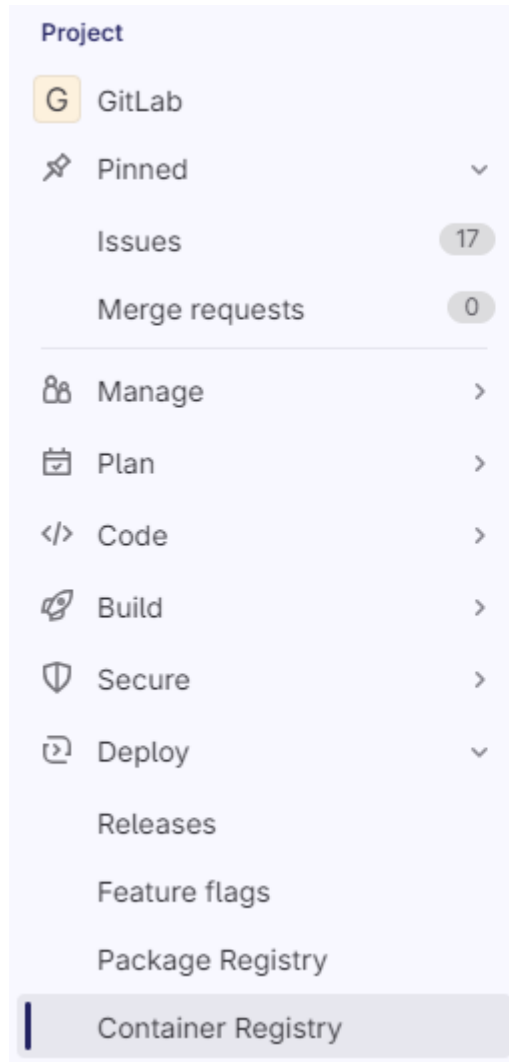 Project
G GitLab
Pinned
Issues 17
Merge requests 0
Manage
Plan
Code
Build
Secure
Deploy
Releases
Feature flags
Package Registry
Container Registry